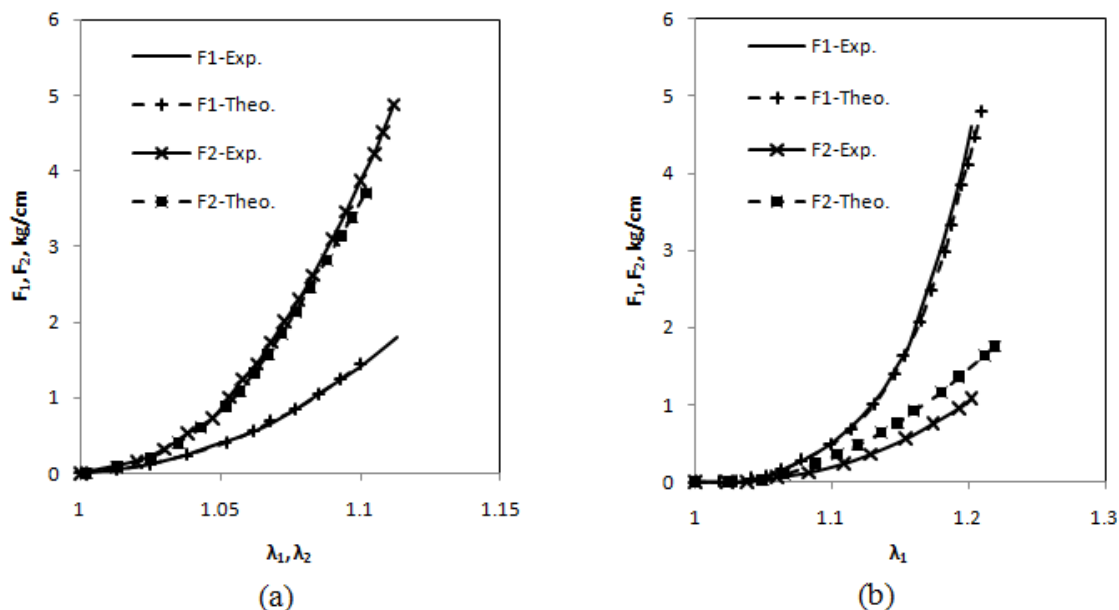 6
5
4
3
2
1
0
F₁, F₂, kg/cm
F1-Exp.
F1-Theo.
F2-Exp.
F2-Theo.
1
1.05
1.1
1.15
λ₁, λ₂
(a)
6
5
4
3
2
1
0
F₁, F₂, kg/cm
F1-Exp.
F1-Theo.
F2-Exp.
F2-Theo.
1
1.1
1.2
1.3
λ₁
(b)